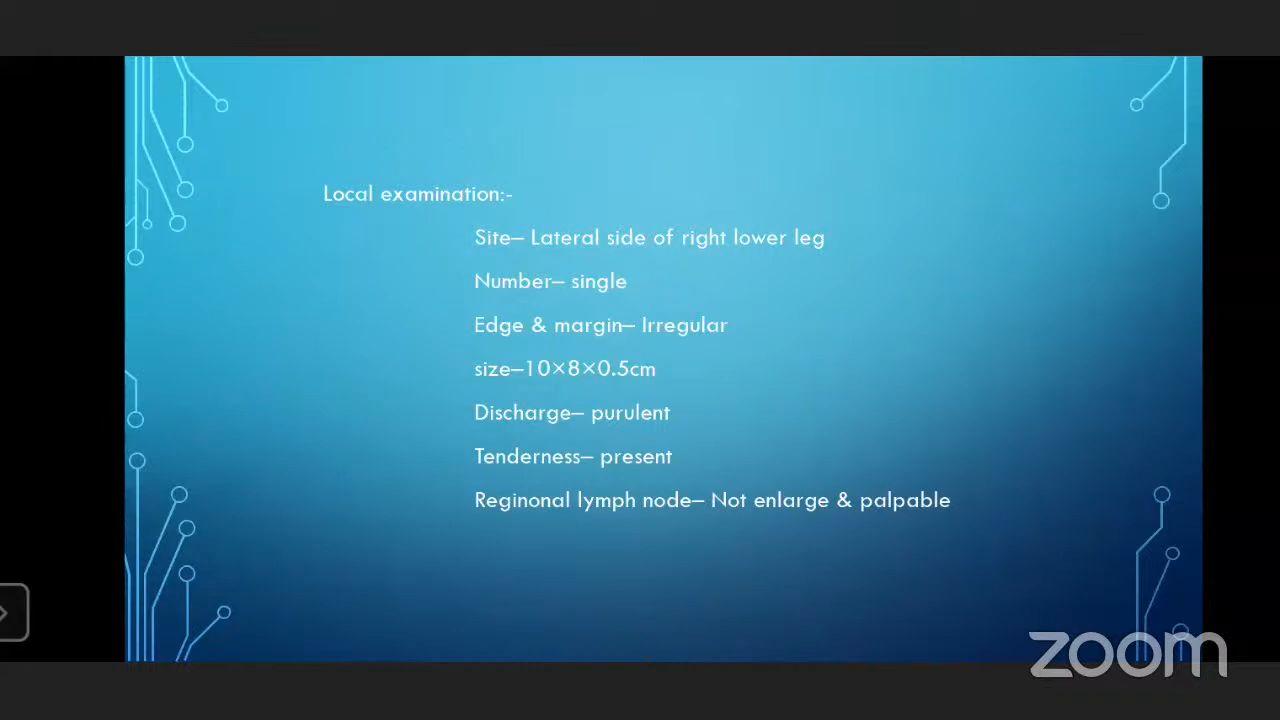 Local examination:-
Site– Lateral side of right lower leg
Number– single
Edge & margin– Irregular
size–10×8×0.5cm
Discharge– purulent
Tenderness– present
Reginonal lymph node– Not enlarge & palpable
zoom